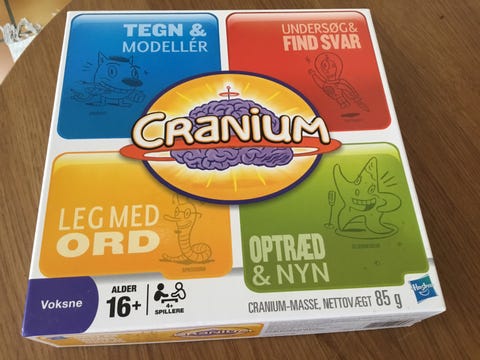 TEGN &
MODELLÉR
UNDERSØG &
FIND SVAR
CRANIUM
LEG MED
ORD
OPTRÆD
& NYN
Voksne
ALDER
16+
4+
SPILLERE
CRANIUM-MASSE, NETTOVÆGT 85 g
Hasbro